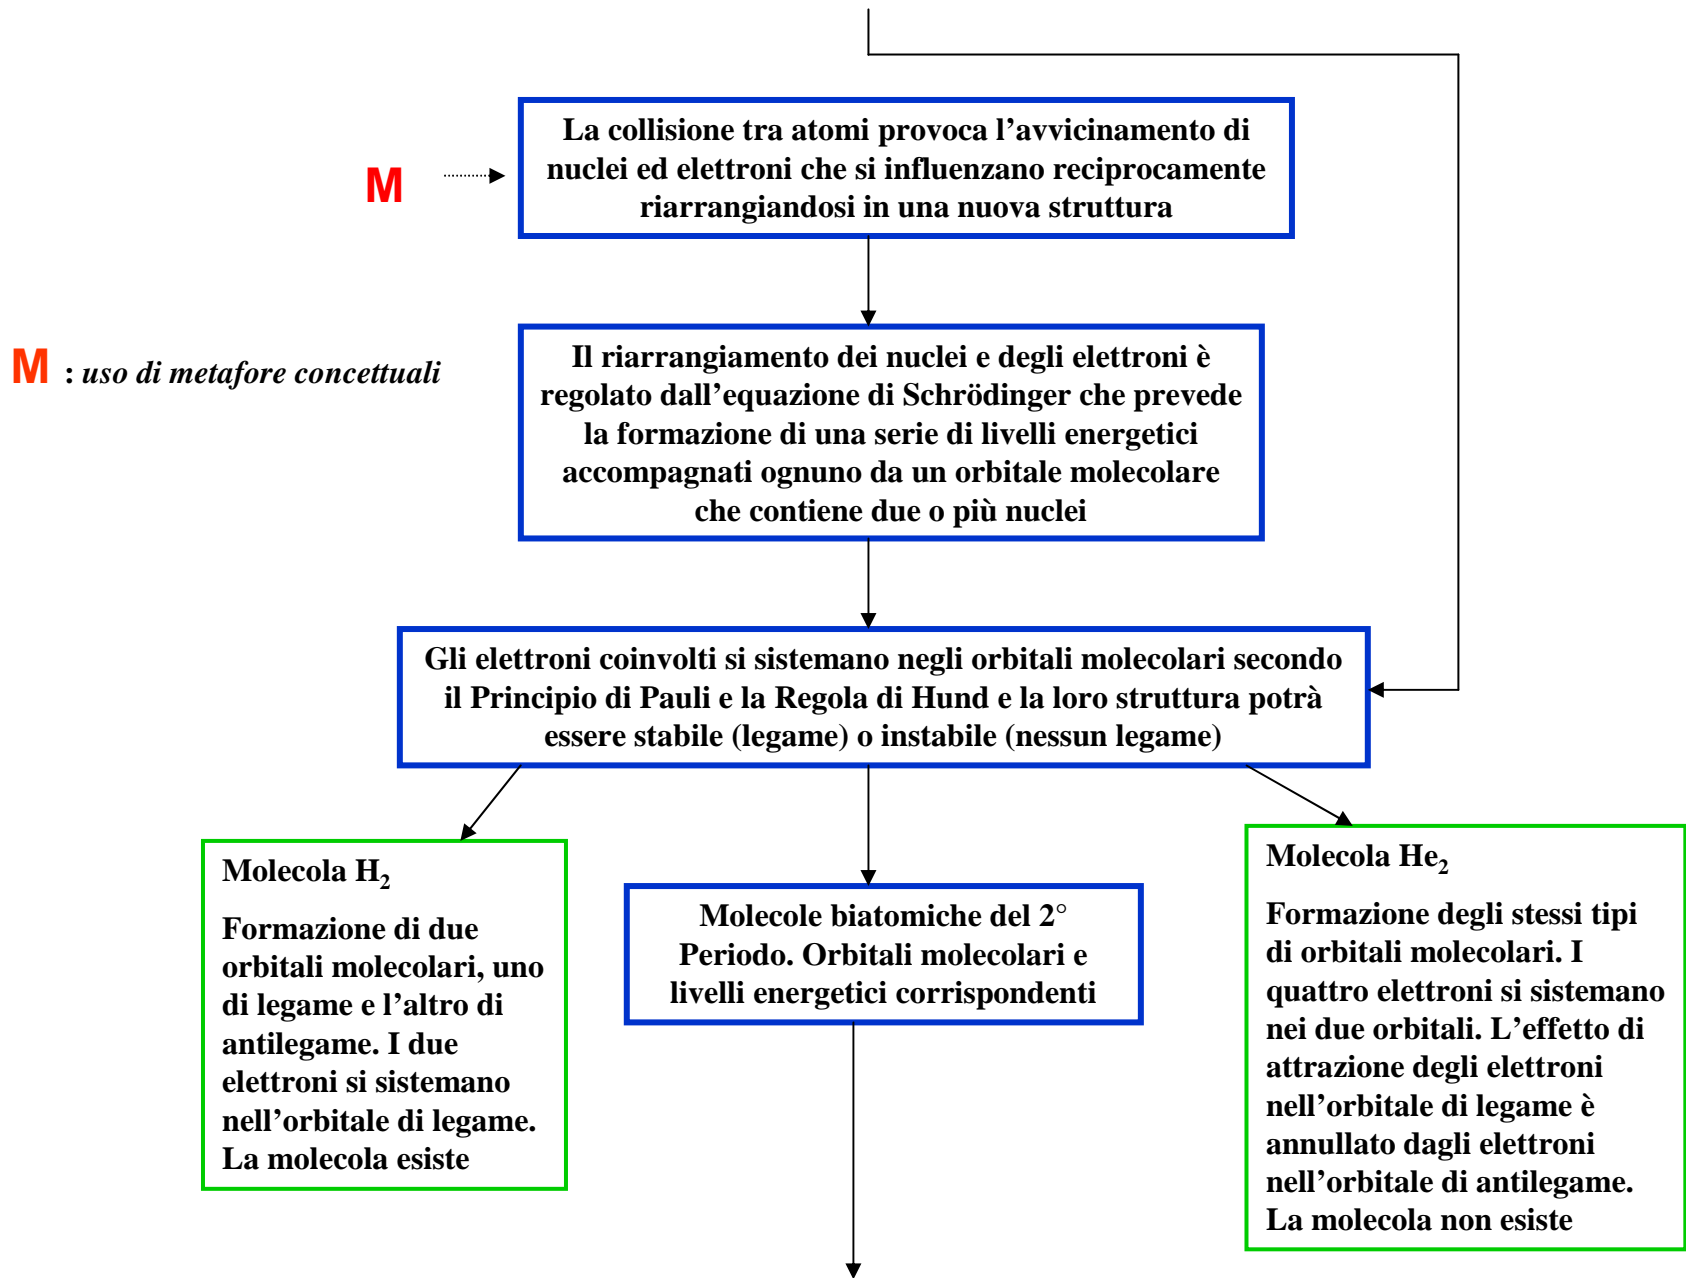 La collisione tra atomi provoca l’avvicinamento di
nuclei ed elettroni che si influenzano reciprocamente
riarrangiandosi in una nuova struttura
M
M : uso di metafore concettuali
Il riarrangiamento dei nuclei e degli elettroni è
regolato dall’equazione di Schrödinger che prevede
la formazione di una serie di livelli energetici
accompagnati ognuno da un orbitale molecolare
che contiene due o più nuclei
Gli elettroni coinvolti si sistemano negli orbitali molecolari secondo
il Principio di Pauli e la Regola di Hund e la loro struttura potrà
essere stabile (legame) o instabile (nessun legame)
Molecola H₂
Formazione di due
orbitali molecolari, uno
di legame e l’altro di
antilegame. I due
elettroni si sistemano
nell’orbitale di legame.
La molecola esiste
Molecole biatomiche del 2°
Periodo. Orbitali molecolari e
livelli energetici corrispondenti
Molecola He₂
Formazione degli stessi tipi
di orbitali molecolari. I
quattro elettroni si sistemano
nei due orbitali. L’effetto di
attrazione degli elettroni
nell’orbitale di legame è
annullato dagli elettroni
nell’orbitale di antilegame.
La molecola non esiste